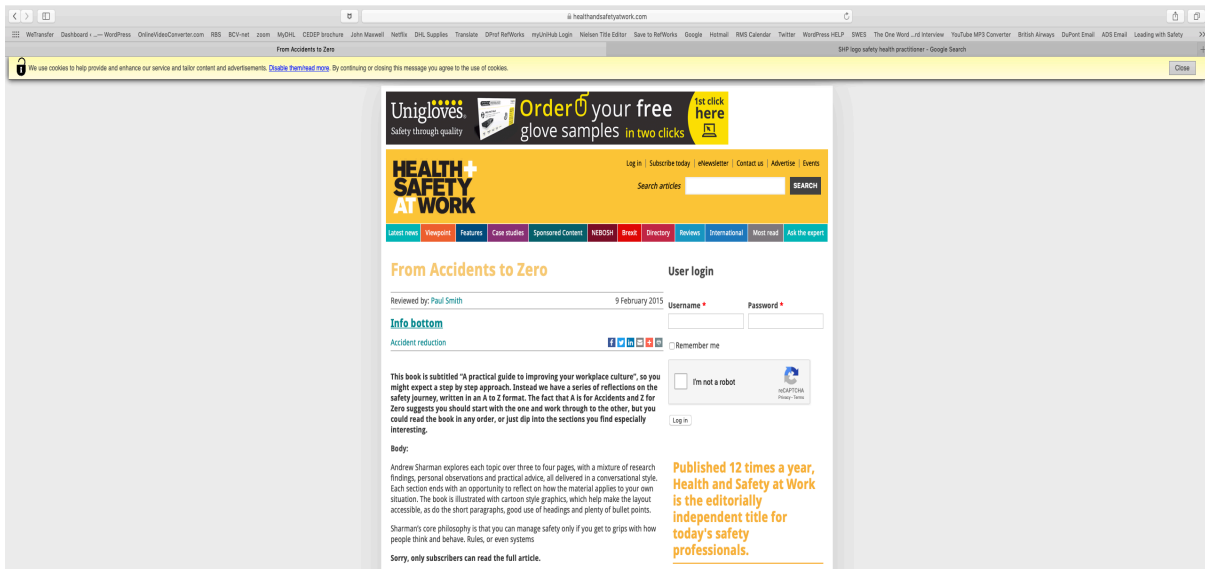 healthandsafetyatwork.com
WeTransfer Dashboard ‹ ...— WordPress OnlineVideoConverter.com RBS BCV-net zoom MyDHL CEDEP brochure John Maxwell Netflix DHL Supplies Translate DProf RefWorks myUniHub Login Nielsen Title Editor Save to RefWorks Google Hotmail RMS Calendar Twitter WordPress HELP SWES The One Word ...rd Interview YouTube MP3 Converter British Airways DuPont Email ADS Email Leading with Safety
From Accidents to Zero SHP logo safety health practitioner - Google Search
We use cookies to help provide and enhance our service and tailor content and advertisements. Disable them/read more. By continuing or closing this message you agree to the use of cookies. Close
Unigloves®
Safety through quality
Order your free
glove samples in two clicks
1st click
here
HEALTH+
SAFETY
AT WORK
Log in | Subscribe today | eNewsletter | Contact us | Advertise | Events
Search articles SEARCH
Latest news Viewpoint Features Case studies Sponsored Content NEBOSH Brexit Directory Reviews International Most read Ask the expert
From Accidents to Zero
Reviewed by: Paul Smith 9 February 2015
Info bottom
Accident reduction
This book is subtitled “A practical guide to improving your workplace culture”, so you
might expect a step by step approach. Instead we have a series of reflections on the
safety journey, written in an A to Z format. The fact that A is for Accidents and Z for
Zero suggests you should start with the one and work through to the other, but you
could read the book in any order, or just dip into the sections you find especially
interesting.
Body:
Andrew Sharman explores each topic over three to four pages, with a mixture of research
findings, personal observations and practical advice, all delivered in a conversational style.
Each section ends with an opportunity to reflect on how the material applies to your own
situation. The book is illustrated with cartoon style graphics, which help make the layout
accessible, as do the short paragraphs, good use of headings and plenty of bullet points.
Sharman's core philosophy is that you can manage safety only if you get to grips with how
people think and behave. Rules, or even systems
Sorry, only subscribers can read the full article.
User login
Username * Password *
Remember me
I'm not a robot
reCAPTCHA
Privacy - Terms
Log in
Published 12 times a year,
Health and Safety at Work
is the editorially
independent title for
today's safety
professionals.